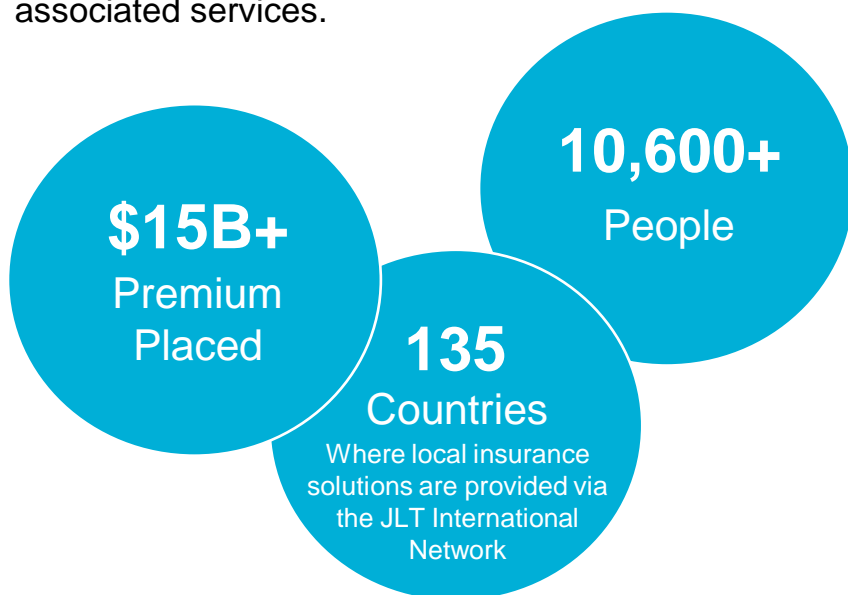 associated services.
10,600+
People
$15B+
Premium
Placed
135
Countries
Where local insurance
solutions are provided via
the JLT International
Network